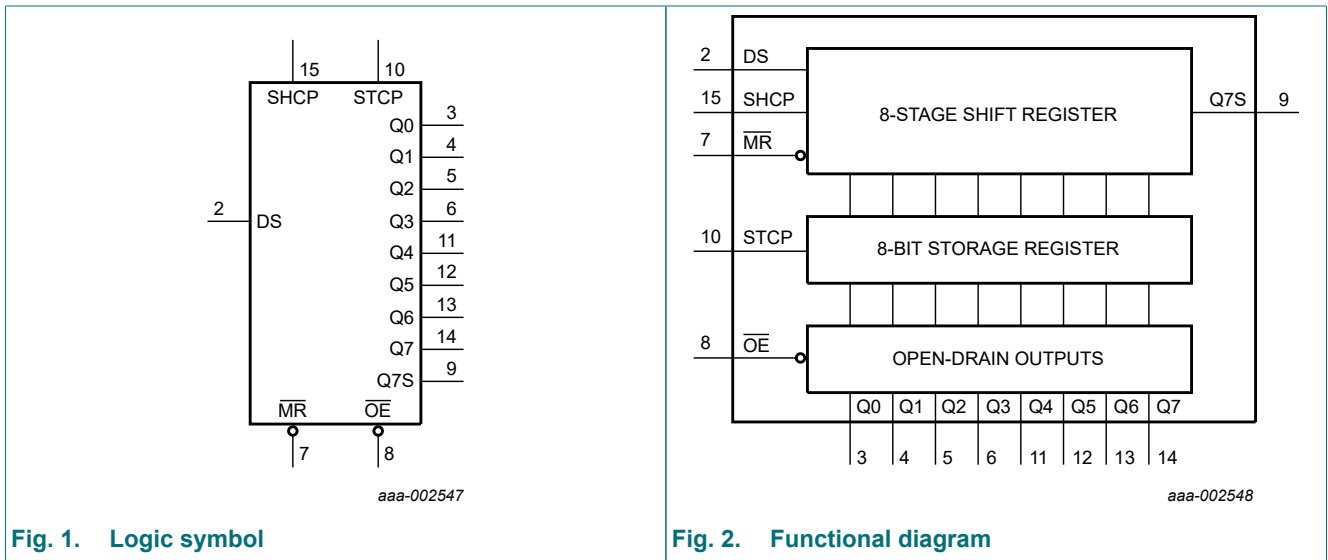 15 10
SHCP STCP
Q0 3
Q1 4
Q2 5
2 DS Q3 6
Q4 11
Q5 12
Q6 13
Q7 14
Q7S 9
MR OE
7 8
aaa-002547
Fig. 1. Logic symbol
2 DS
15 SHCP
7 MR
8-STAGE SHIFT REGISTER
Q7S 9
10 STCP
8-BIT STORAGE REGISTER
8 OE
OPEN-DRAIN OUTPUTS
Q0 Q1 Q2 Q3 Q4 Q5 Q6 Q7
3 4 5 6 11 12 13 14
aaa-002548
Fig. 2. Functional diagram